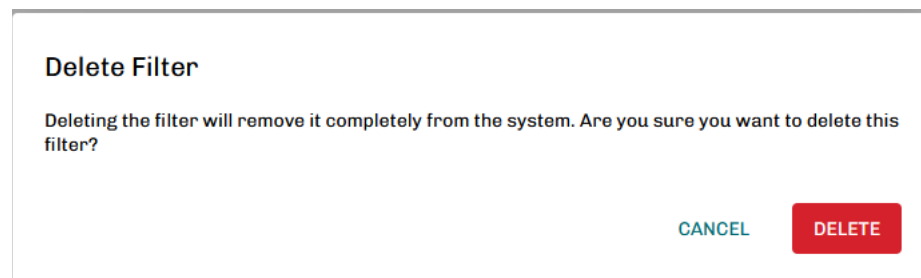 Delete Filter
Deleting the filter will remove it completely from the system. Are you sure you want to delete this
filter?
CANCEL
DELETE